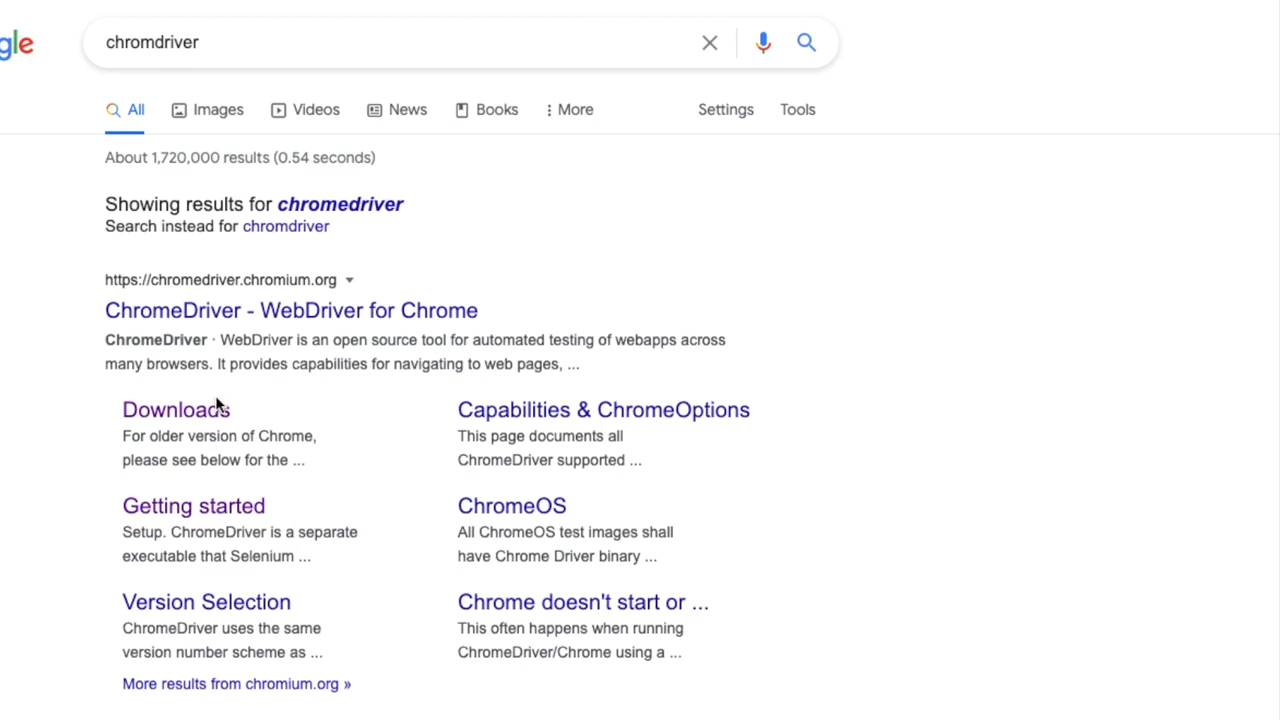 gle
chromdriver
All Images Videos News Books More Settings Tools
About 1,720,000 results (0.54 seconds)
Showing results for chromedriver
Search instead for chromdriver
https://chromedriver.chromium.org
ChromeDriver - WebDriver for Chrome
ChromeDriver · WebDriver is an open source tool for automated testing of webapps across
many browsers. It provides capabilities for navigating to web pages, ...
Downloads
For older version of Chrome,
please see below for the ...
Capabilities & ChromeOptions
This page documents all
ChromeDriver supported ...
Getting started
Setup. ChromeDriver is a separate
executable that Selenium ...
ChromeOS
All ChromeOS test images shall
have Chrome Driver binary ...
Version Selection
ChromeDriver uses the same
version number scheme as ...
Chrome doesn't start or ...
This often happens when running
ChromeDriver/Chrome using a ...
More results from chromium.org »